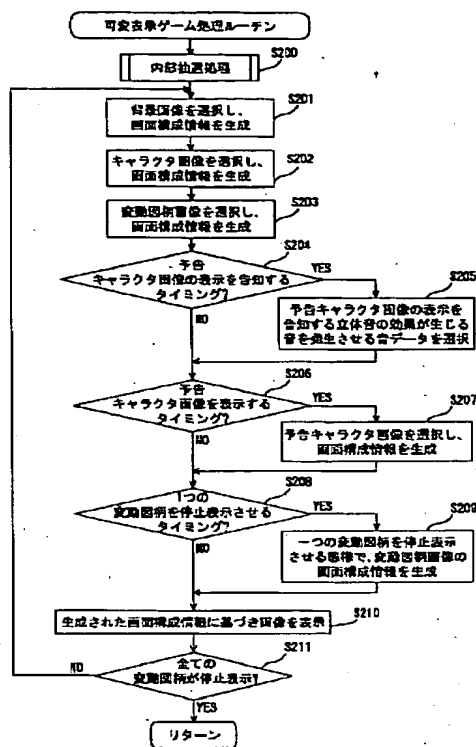 可変表示ゲーム処理ルーチン
S200
内部抽選処理
S201
背景画像を選択し、
画面構成情報を生成
S202
キャラクタ画像を選択し、
画面構成情報を生成
S203
変動図柄画像を選択し、
画面構成情報を生成
S204
予告
キャラクタ画像の表示を告知する
タイミング?
YES
NO
S205
予告キャラクタ画像の表示を
告知する立体音の効果が生じる
音を発生させる音データを選択
S206
予告
キャラクタ画像を表示する
タイミング?
YES
NO
S207
予告キャラクタ画像を選択し、
画面構成情報を生成
S208
1つの
変動図柄を停止表示させる
タイミング?
YES
NO
S209
一つの変動図柄を停止表示
させる態様で、変動図柄画像の
画面構成情報を生成
S210
生成された画面構成情報に基づき画像を表示
S211
全ての
変動図柄が停止表示?
NO
YES
リターン